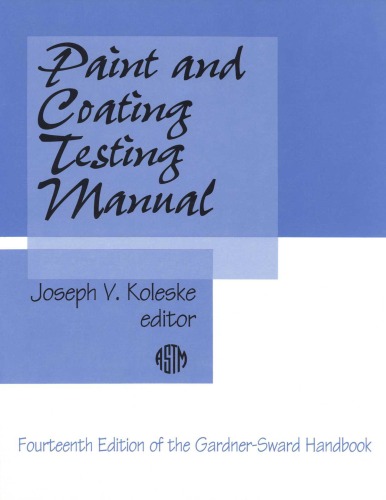 Paint and
Coating
Testing
Manual
Joseph V. Koleske
editor
ASTM
Fourteenth Edition of the Gardner-Sward Handbook